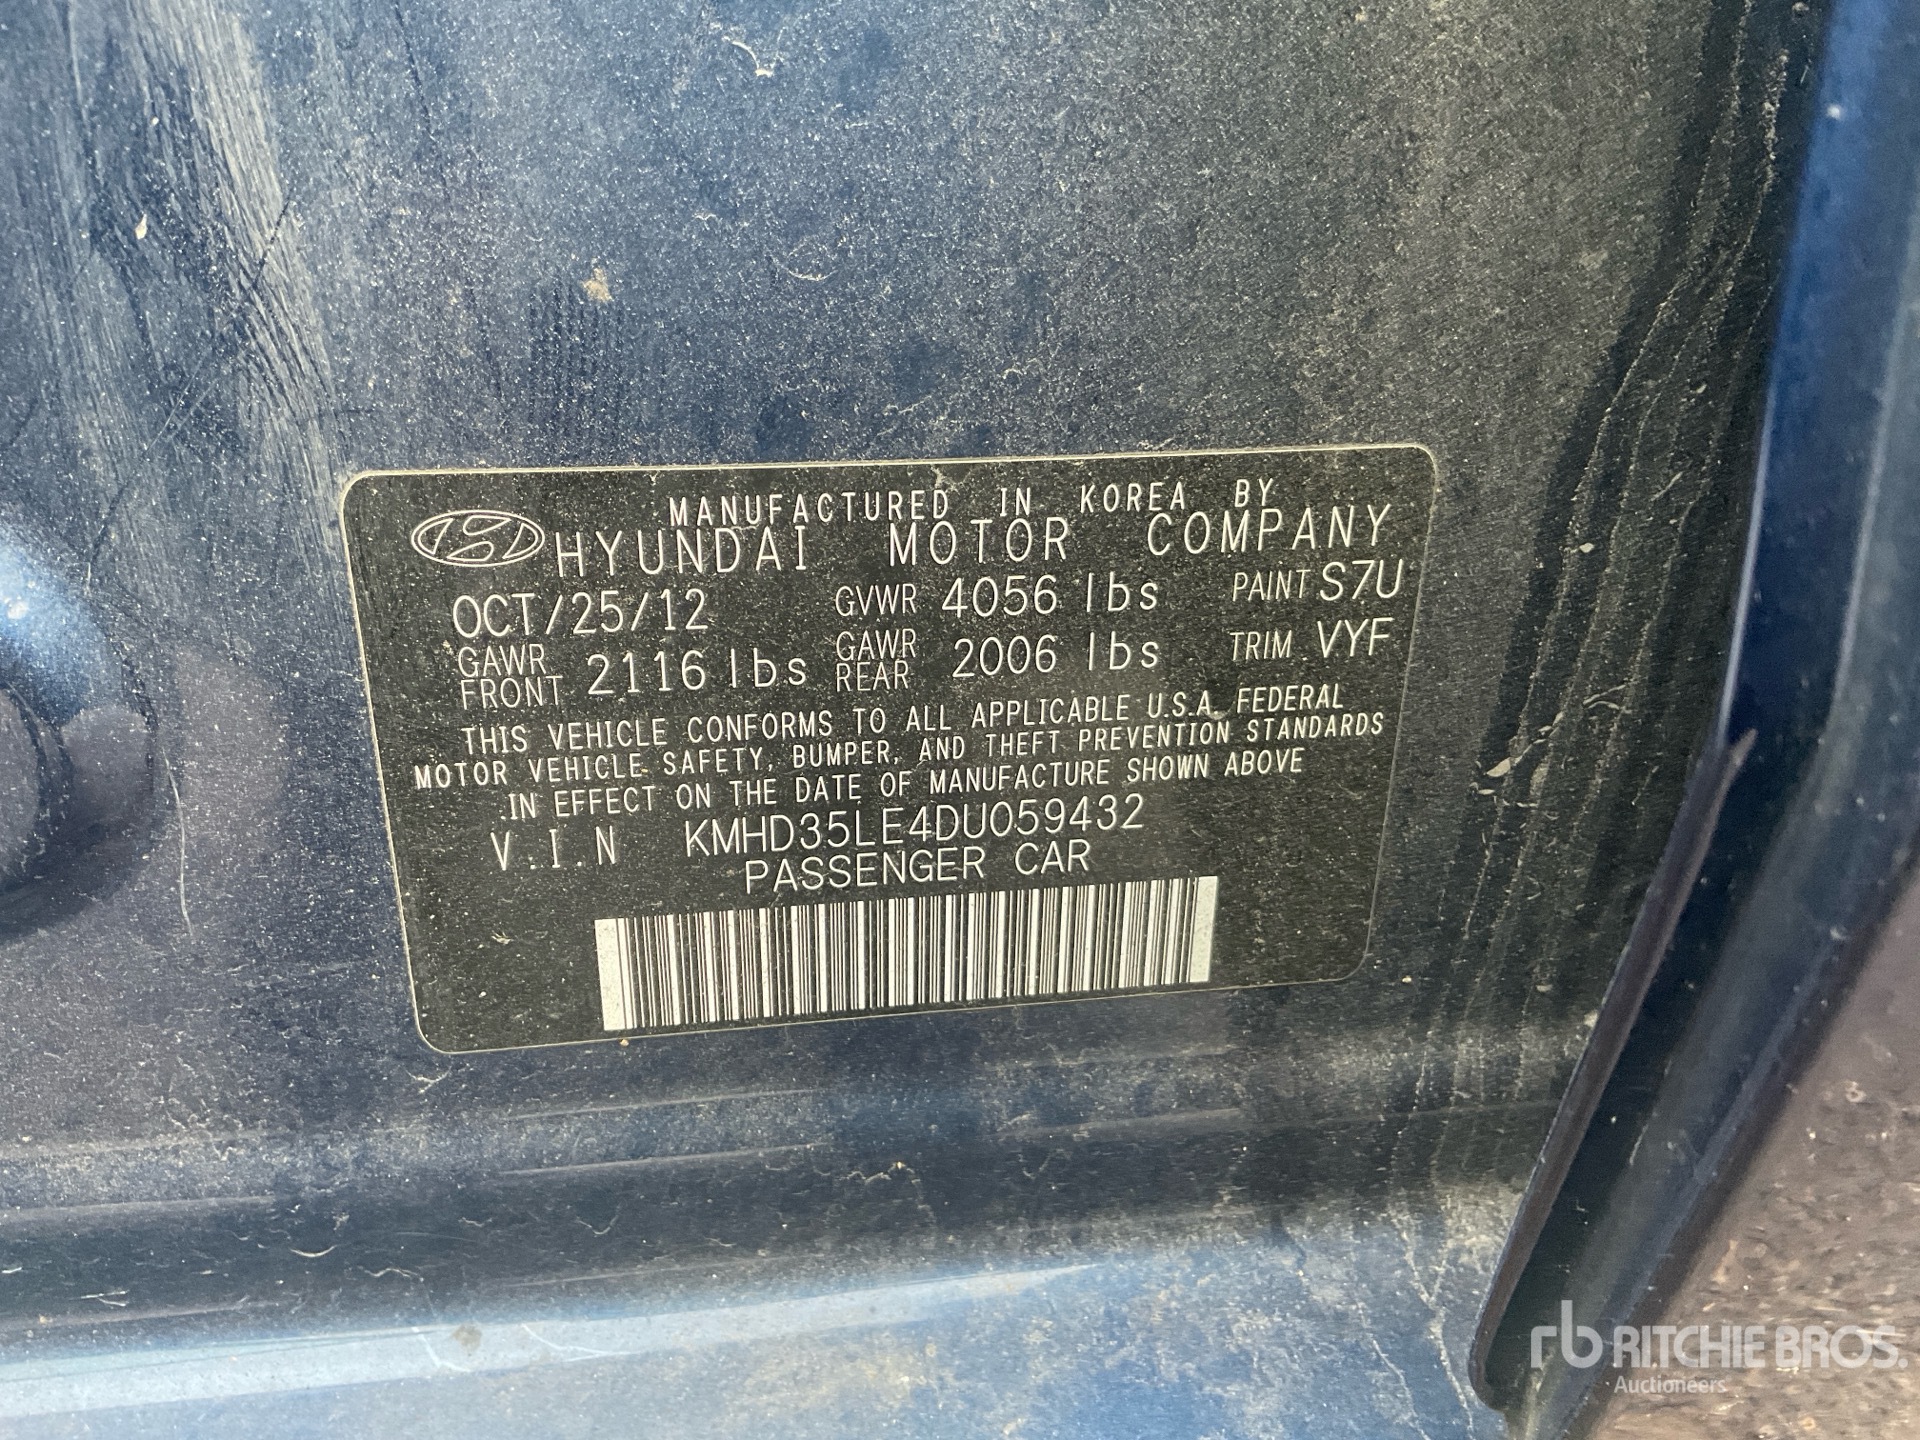 MANUFACTURED IN KOREA BY
HYUNDAI MOTOR COMPANY
OCT/25/12 GVWR 4056 lbs PAINT S7U
GAWR FRONT 2116 lbs GAWR REAR 2006 lbs TRIM VYF
THIS VEHICLE CONFORMS TO ALL APPLICABLE U.S.A. FEDERAL
MOTOR VEHICLE SAFETY, BUMPER, AND THEFT PREVENTION STANDARDS
IN EFFECT ON THE DATE OF MANUFACTURE SHOWN ABOVE
V.I.N KMHD35LE4DU059432
PASSENGER CAR
rb RITCHIE BROS.
Auctioneers